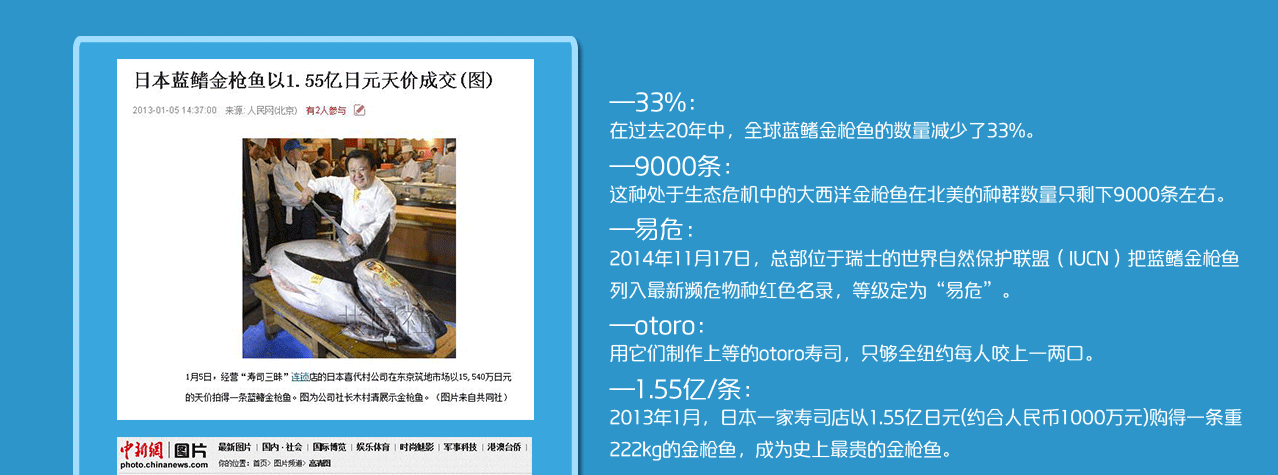 日本蓝鳍金枪鱼以1.55亿日元天价成交(图)
2013-01-05 14:37:00 来源: 人民网(北京) 有2人参与
共同社
1月5日，经营“寿司三昧”连锁店的日本喜代村公司在东京筑地市场以15,540万日元
的天价拍得一条蓝鳍金枪鱼。图为公司社长木村清展示金枪鱼。（图片来自共同社）
中新網 | 图片
photo.chinanews.com
最新图片 | 国内·社会 | 国际博览 | 娱乐体育 | 时尚魅影 | 军事科技 | 港澳台侨 |
你的位置：首页> 图片频道> 高清图
—33%：
在过去20年中，全球蓝鳍金枪鱼的数量减少了33%。
—9000条：
这种处于生态危机中的大西洋金枪鱼在北美的种群数量只剩下9000条左右。
—易危：
2014年11月17日，总部位于瑞士的世界自然保护联盟（IUCN）把蓝鳍金枪鱼
列入最新濒危物种红色名录，等级定为“易危”。
—otoro：
用它们制作上等的otoro寿司，只够全纽约每人咬上一两口。
—1.55亿/条：
2013年1月，日本一家寿司店以1.55亿日元(约合人民币1000万元)购得一条重
222kg的金枪鱼，成为史上最贵的金枪鱼。